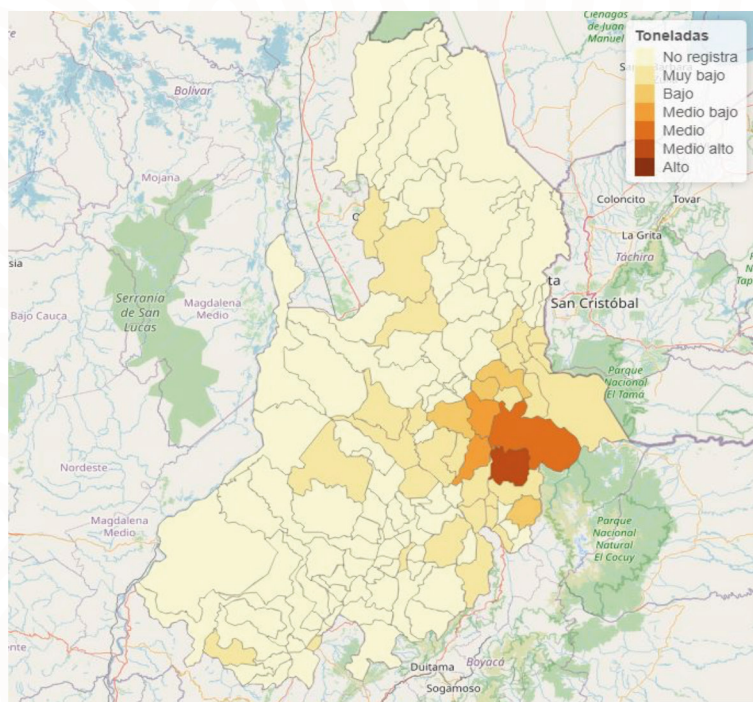 Ciénagas
de Juan
Manuel
Toneladas
No registra
Muy bajo
Bajo
Medio bajo
Medio
Medio alto
Alto
Bolívar
Mojana
Coloncito
Tovar
La Grita
Táchira
San Cristóbal
Serranía
de San
Lucas
Magdalena
Medio
Bajo Cauca
Parque
Nacional
El Tama
Nordeste
Magdalena
Medio
Parque
Nacional
Natural
El Cocuy
Duitama
Boyacá
Sogamoso